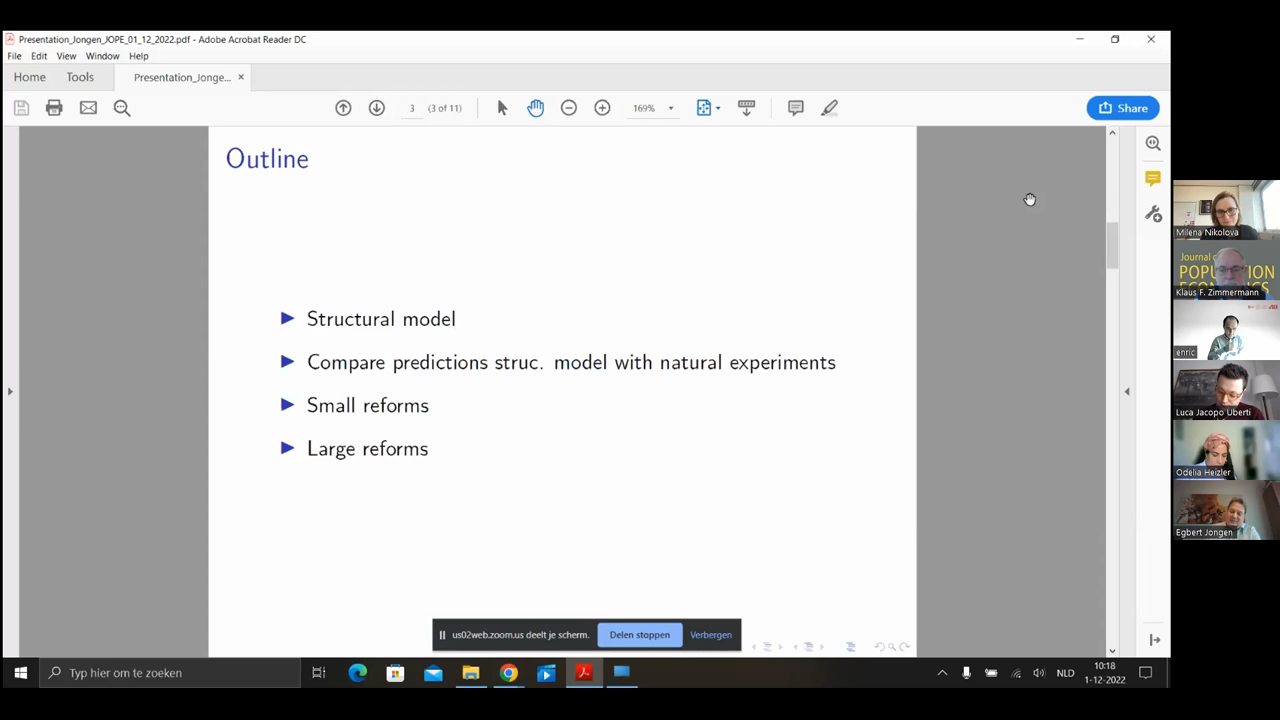 Presentation_Jongen_JOPE_01_12_2022.pdf - Adobe Acrobat Reader DC
File Edit View Window Help
Home Tools Presentation_Jonge... ×
3 (3 of 11) 169% Share
Outline
Structural model
Compare predictions struc. model with natural experiments
Small reforms
Large reforms
Milena Nikolova
Journal
POPULATION
Klaus F. Zimmermann
enric
Luca Jacopo Uberti
Odelia Heizler
Egbert Jongen
us02web.zoom.us deelt je scherm. Delen stoppen Verbergen
Typ hier om te zoeken
NLD
10:18
1-12-2022